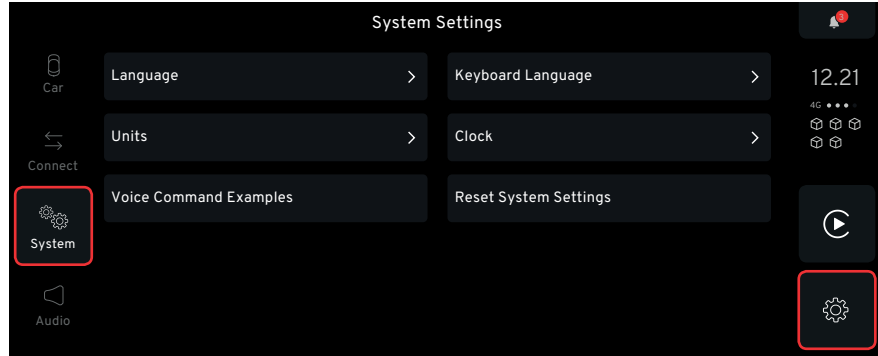 System Settings
3
Car
Language
Keyboard Language
12.21
4G
Units
Clock
Connect
Voice Command Examples
Reset System Settings
System
Audio